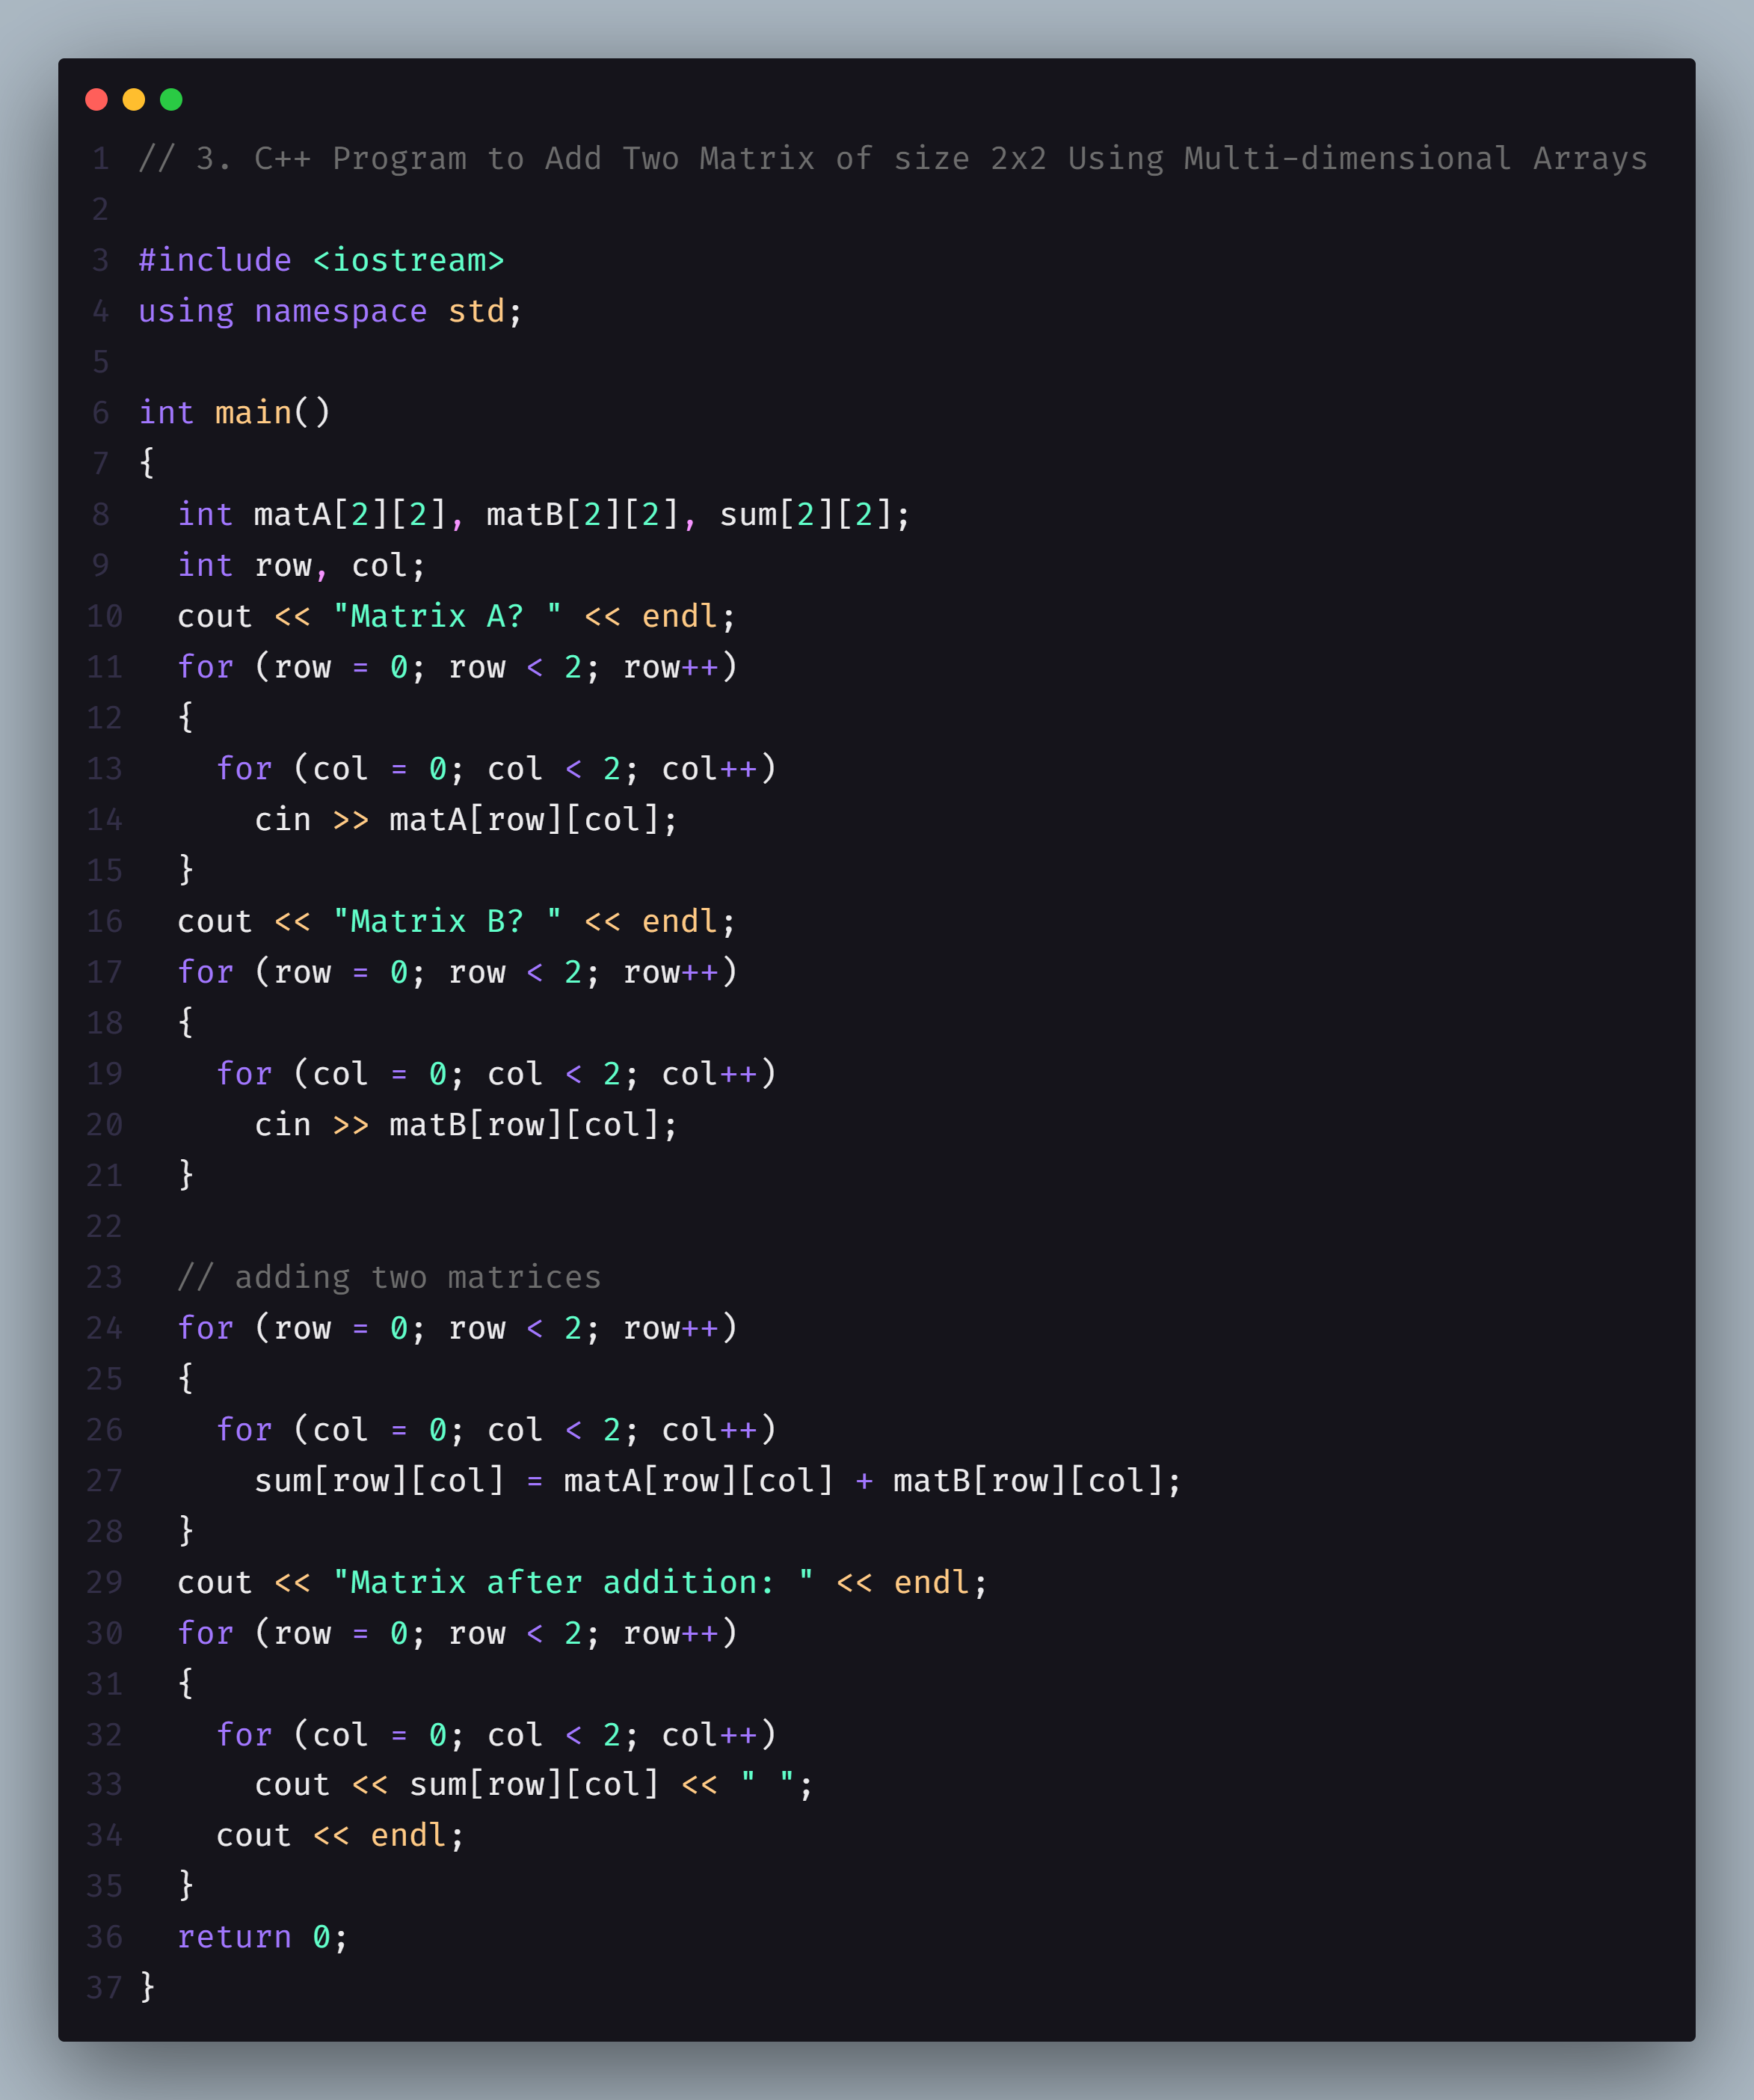 1 // 3. C++ Program to Add Two Matrix of size 2x2 Using Multi-dimensional Arrays
2
3 #include <iostream>
4 using namespace std;
5
6 int main()
7 {
8   int matA[2][2], matB[2][2], sum[2][2];
9   int row, col;
10   cout << "Matrix A? " << endl;
11   for (row = 0; row < 2; row++)
12   {
13     for (col = 0; col < 2; col++)
14       cin >> matA[row][col];
15   }
16   cout << "Matrix B? " << endl;
17   for (row = 0; row < 2; row++)
18   {
19     for (col = 0; col < 2; col++)
20       cin >> matB[row][col];
21   }
22
23   // adding two matrices
24   for (row = 0; row < 2; row++)
25   {
26     for (col = 0; col < 2; col++)
27       sum[row][col] = matA[row][col] + matB[row][col];
28   }
29   cout << "Matrix after addition: " << endl;
30   for (row = 0; row < 2; row++)
31   {
32     for (col = 0; col < 2; col++)
33       cout << sum[row][col] << " ";
34     cout << endl;
35   }
36   return 0;
37 }